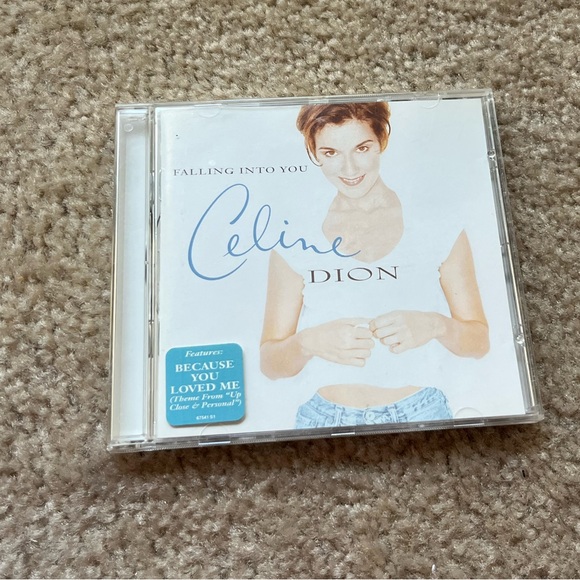 FALLING INTO YOU
Celine
DION
Features:
BECAUSE
YOU
LOVED ME
(Theme From "Up
Close & Personal")